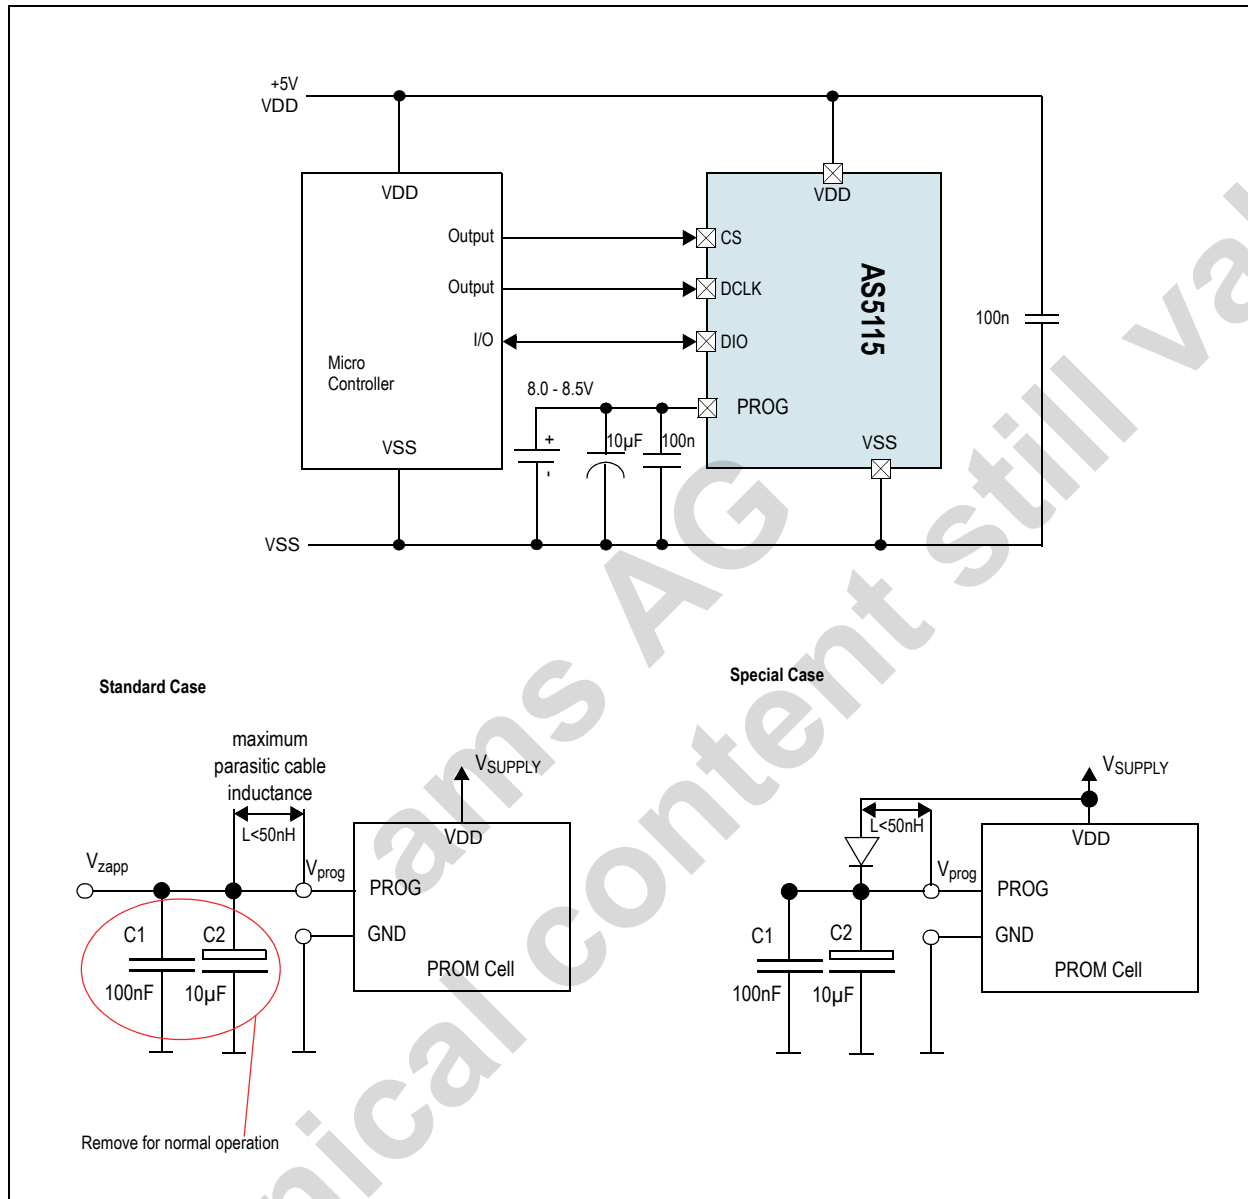 +5V
VDD
VDD
VDD
Output
CS
Output
DCLK
I/O
DIO
AS5115
100n
Micro
Controller
8.0 - 8.5V
PROG
+
10µF
100n
-
VSS
VSS
VSS
Standard Case
Special Case
maximum
parasitic cable
inductance
L<50nH
VSUPPLY
VDD
Vzapp
Vprog
PROG
C1
C2
GND
100nF
10µF
PROM Cell
Remove for normal operation
VSUPPLY
L<50nH
VDD
Vprog
PROG
C1
C2
GND
100nF
10µF
PROM Cell
ams AG
nical content still val